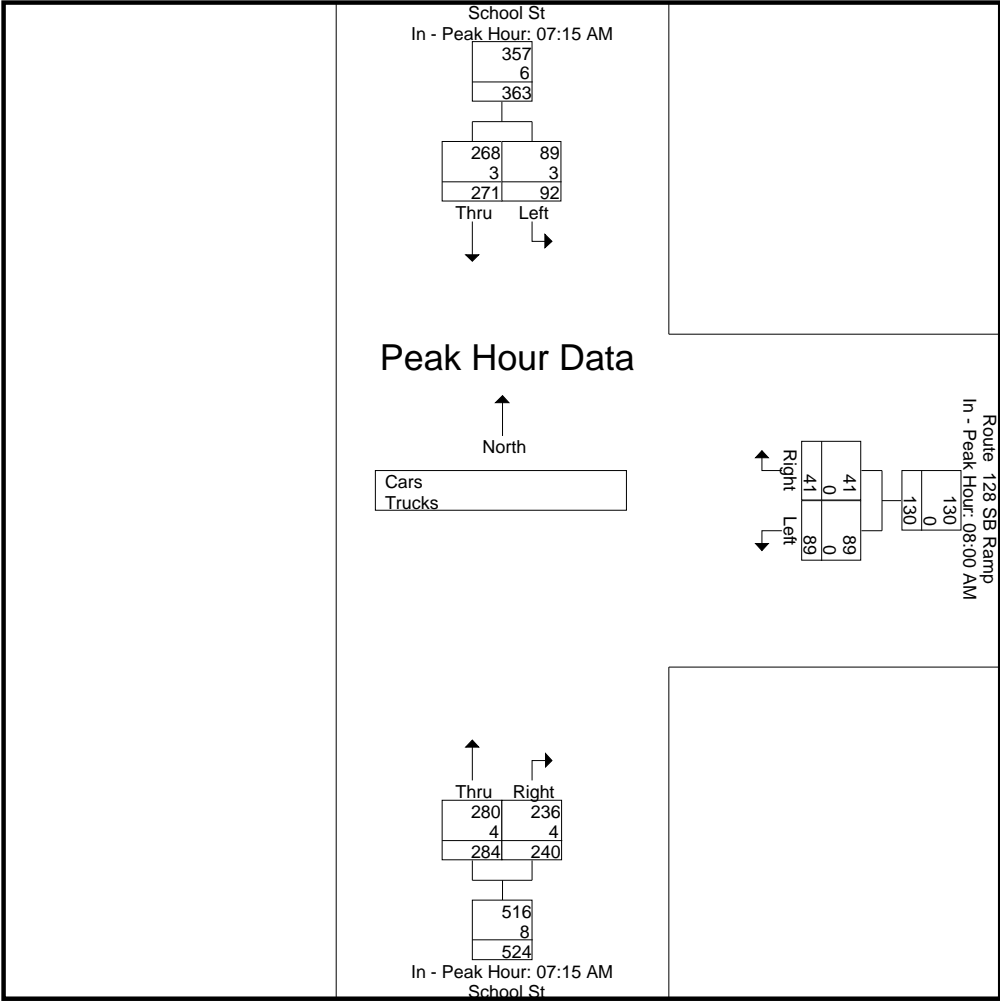 School St
In - Peak Hour: 07:15 AM
357
6
363
268 89
3 3
271 92
Thru Left
Peak Hour Data
North
Cars
Trucks
Route 128 SB Ramp
In - Peak Hour: 08:00 AM
130
0
130
41 89
0 0
41 89
Right Left
Thru Right
280 236
4 4
284 240
516
8
524
In - Peak Hour: 07:15 AM
School St